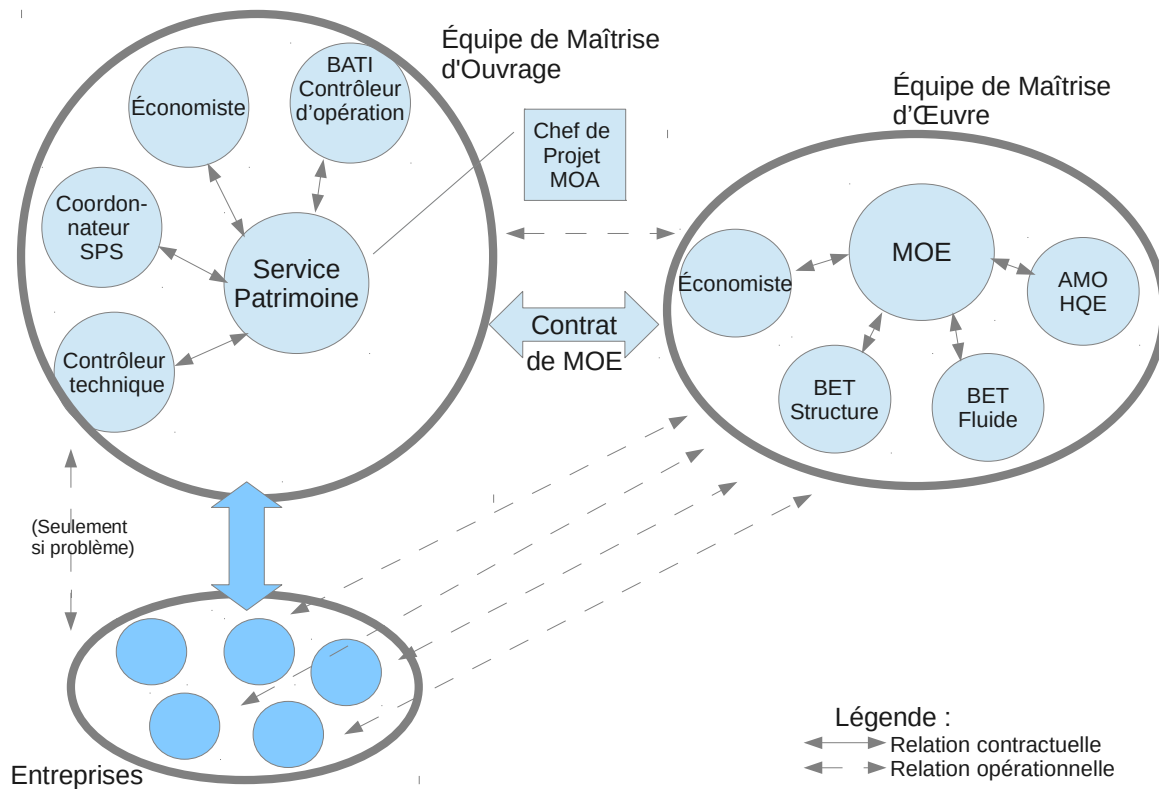 Équipe de Maîtrise
d'Ouvrage
BATI
Contrôleur
d'opération
Économiste
Coordon-
nateur
SPS
Service
Patrimoine
Contrôleur
technique
Chef de
Projet
MOA
Contrat
de MOE
Équipe de Maîtrise
d'Œuvre
MOE
Économiste
AMO
HQE
BET
Structure
BET
Fluide
(Seulement
si problème)
Entreprises
Légende :
Relation contractuelle
Relation opérationnelle